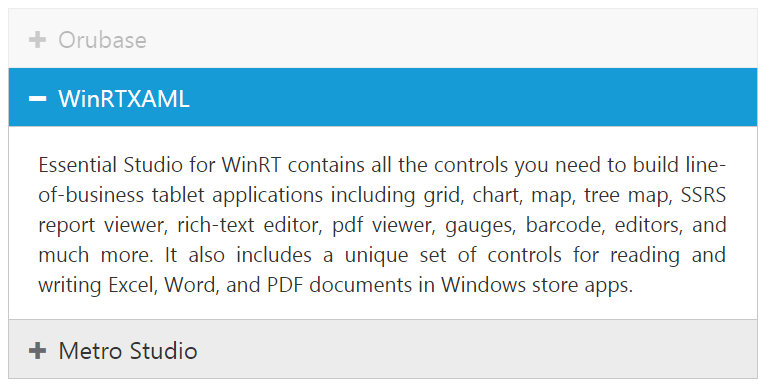 Orubase
WinRTXAML
Essential Studio for WinRT contains all the controls you need to build line-
of-business tablet applications including grid, chart, map, tree map, SSRS
report viewer, rich-text editor, pdf viewer, gauges, barcode, editors, and
much more. It also includes a unique set of controls for reading and
writing Excel, Word, and PDF documents in Windows store apps.
Metro Studio